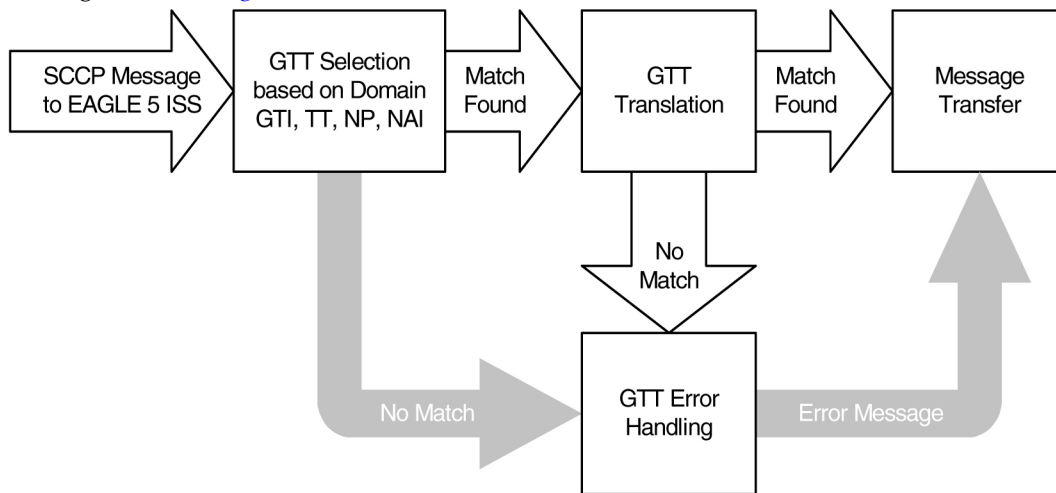 SCCP Message
to EAGLE 5 ISS
GTT Selection
based on Domain
GTI, TT, NP, NAI
Match
Found
GTT
Translation
Match
Found
Message
Transfer
No
Match
No Match
GTT Error
Handling
Error Message